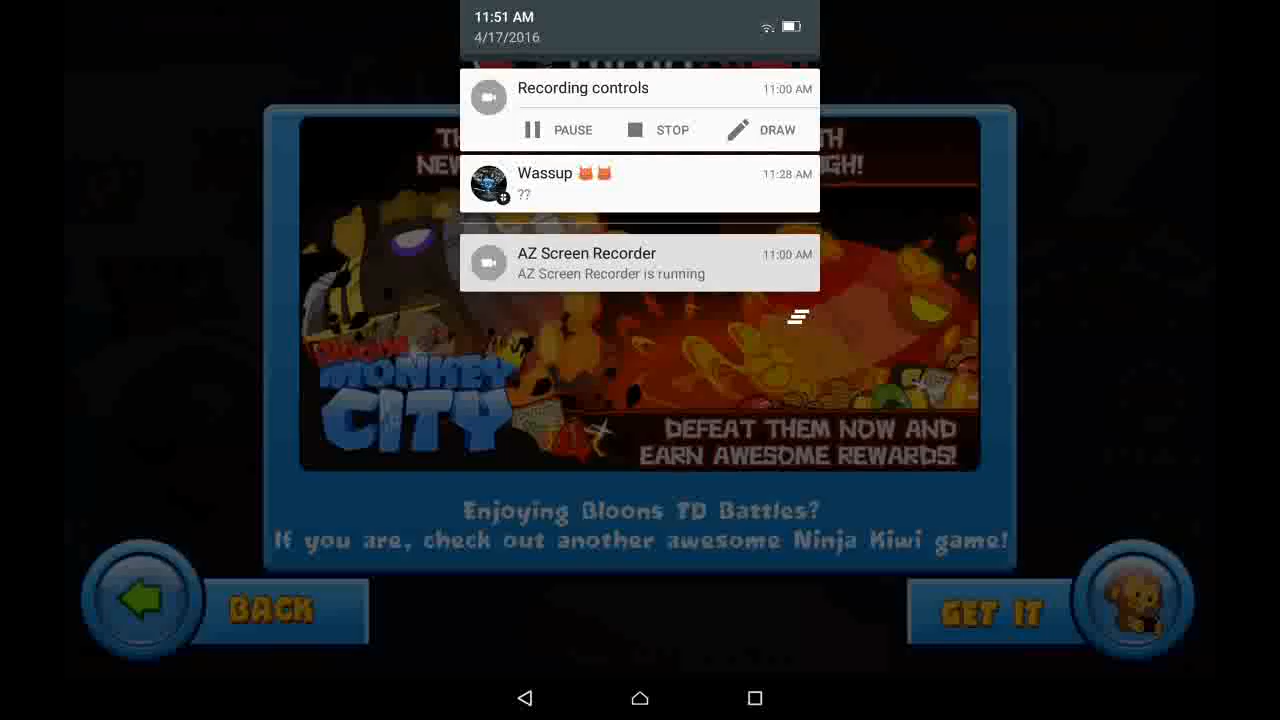 11:51 AM
4/17/2016
Recording controls 11:00 AM
PAUSE STOP DRAW
Wassup 11:28 AM
??
AZ Screen Recorder 11:00 AM
AZ Screen Recorder is running
BLOONS
MONKEY
CITY
DEFEAT THEM NOW AND
EARN AWESOME REWARDS!
Enjoying Bloons TD Battles?
If you are, check out another awesome Ninja Kiwi game!
BACK
GET IT